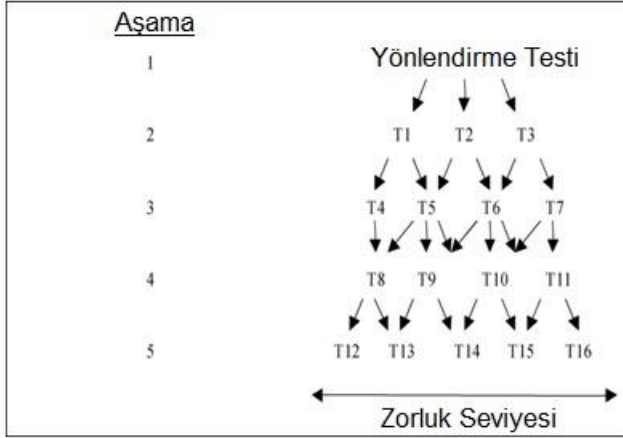 Aşama
1 Yönlendirme Testi
2 T1 T2 T3
3 T4 T5 T6 T7
4 T8 T9 T10 T11
5 T12 T13 T14 T15 T16
Zorluk Seviyesi